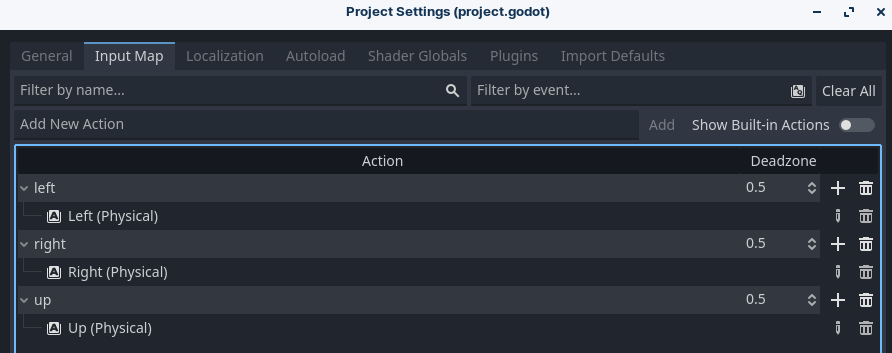 Project Settings (project.godot)
General Input Map Localization Autoload Shader Globals Plugins Import Defaults
Filter by name... Filter by event... Clear All
Add New Action Add Show Built-in Actions
Action Deadzone
left 0.5
Left (Physical)
right 0.5
Right (Physical)
up 0.5
Up (Physical)